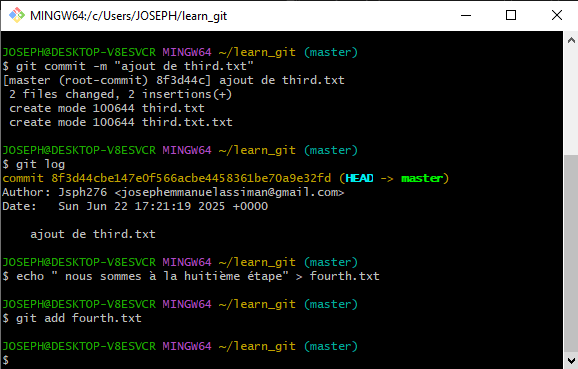 MINGW64:/c/Users/JOSEPH/learn_git
JOSEPH@DESKTOP-V8ESVCR MINGW64 ~/learn_git (master)
$ git commit -m "ajout de third.txt"
[master (root-commit) 8f3d44c] ajout de third.txt
 2 files changed, 2 insertions(+)
 create mode 100644 third.txt
 create mode 100644 third.txt.txt
JOSEPH@DESKTOP-V8ESVCR MINGW64 ~/learn_git (master)
$ git log
commit 8f3d44cbe147e0f566acbe4458361be70a9e32fd (HEAD -> master)
Author: Jsph276 <josephemmanuelassiman@gmail.com>
Date:   Sun Jun 22 17:21:19 2025 +0000
    ajout de third.txt
JOSEPH@DESKTOP-V8ESVCR MINGW64 ~/learn_git (master)
$ echo " nous sommes à la huitième étape" > fourth.txt
JOSEPH@DESKTOP-V8ESVCR MINGW64 ~/learn_git (master)
$ git add fourth.txt
JOSEPH@DESKTOP-V8ESVCR MINGW64 ~/learn_git (master)
$